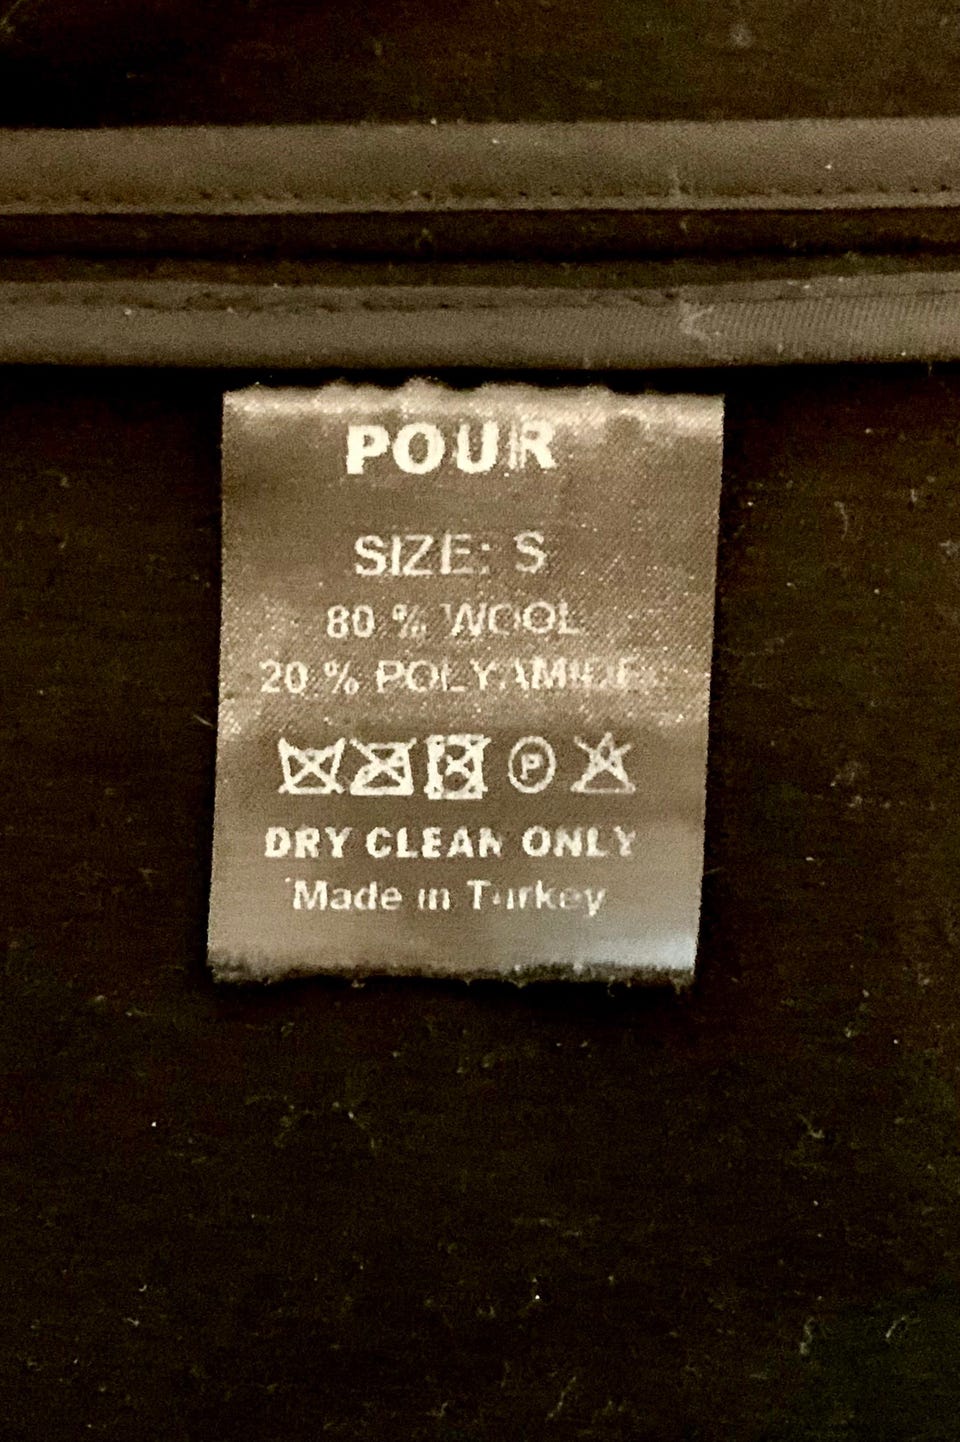 POUR
SIZE: S
80 % WOOL
20 % POLYAMIDE
P
DRY CLEAN ONLY
Made in Turkey